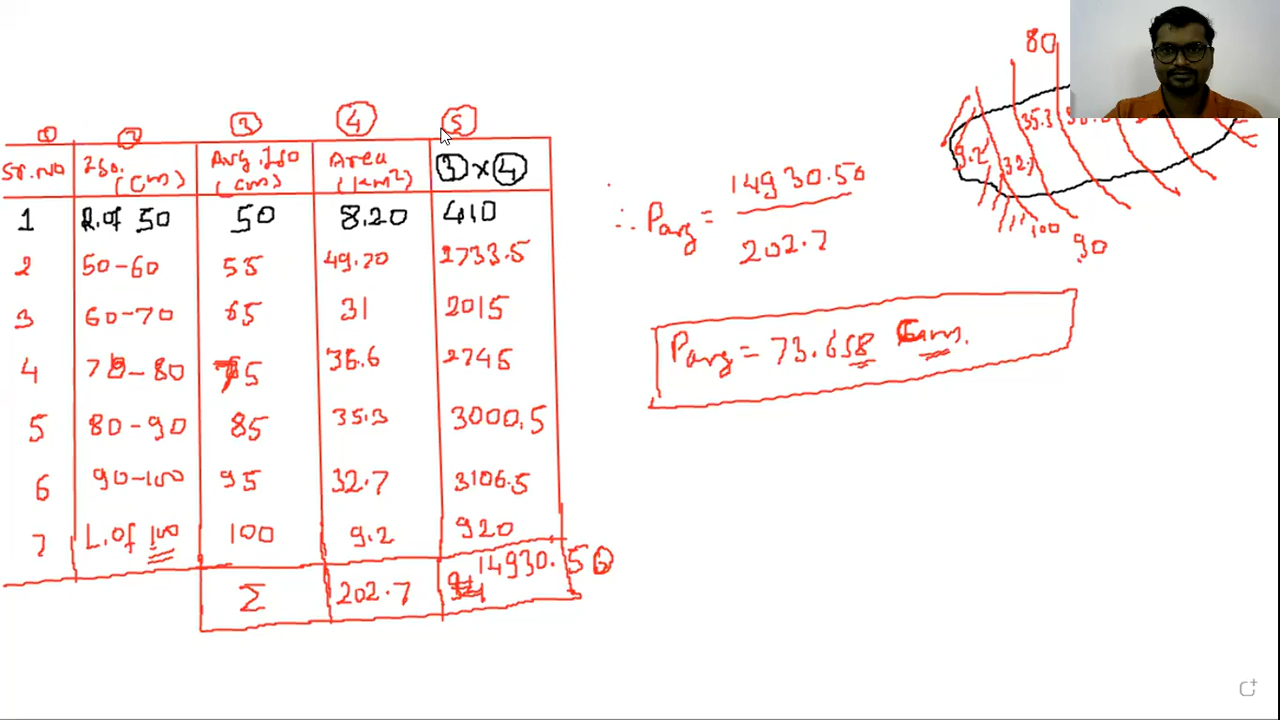 ① ② ③ ④ ⑤
Sr.No Iso. (Cm) Avg.Iso (Cm) Area (Km²) ③ × ④
1 R.of 50 50 8.20 410
2 50-60 55 49.70 2733.5
3 60-70 65 31 2015
4 70-80 75 36.6 2745
5 80-90 85 35.3 3000.5
6 90-100 95 32.7 3106.5
7 L.of 100 100 9.2 920
Σ 202.7 14930.50
∴ Pavg = 14930.50
202.7
Pavg = 73.658 Cms.
80
9.2 32.7 35.3
100
90